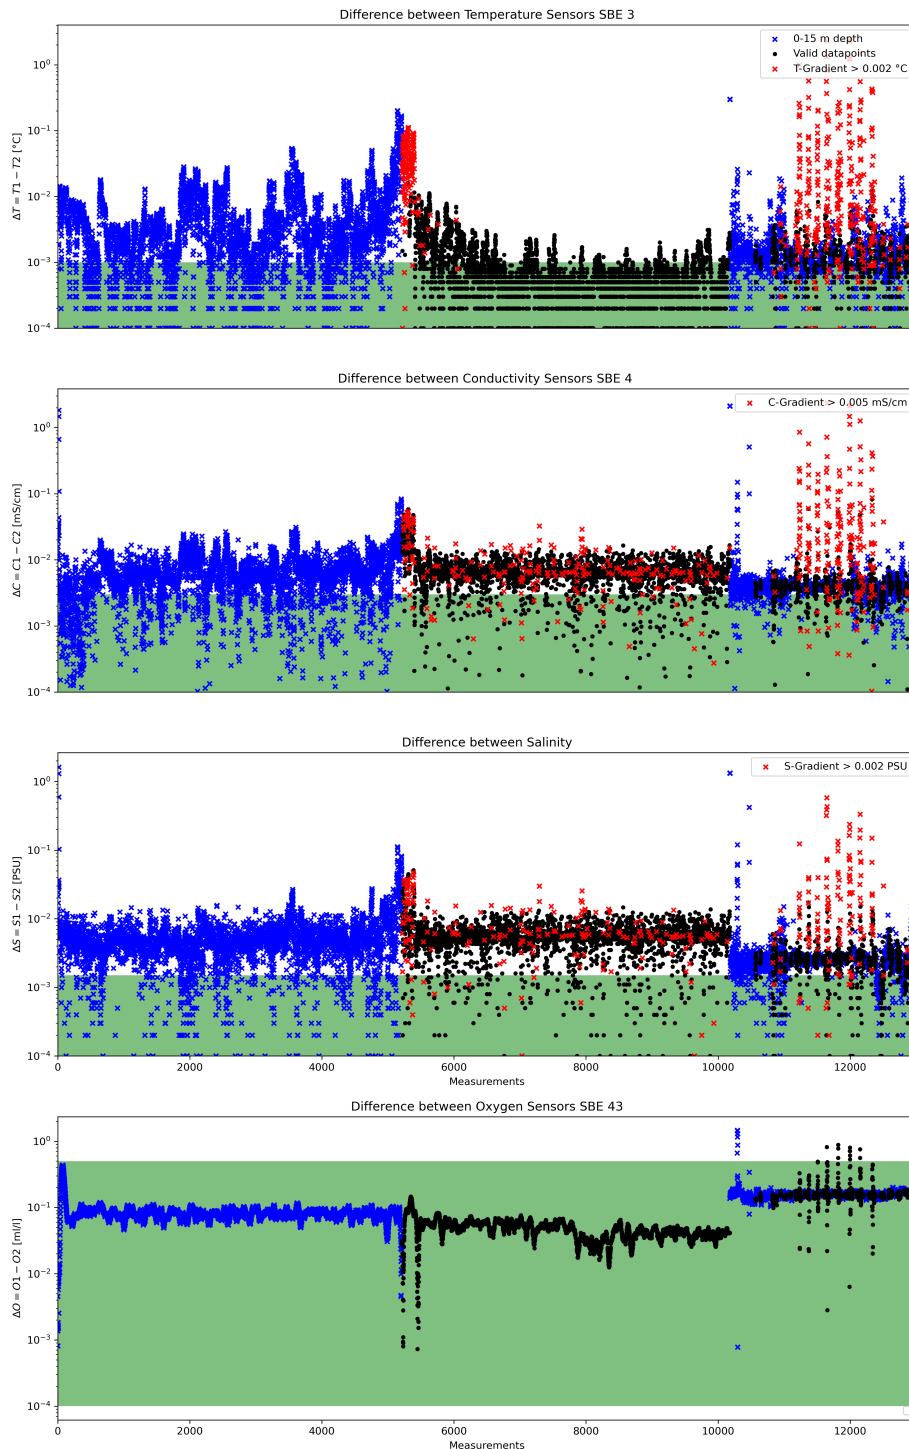 Difference between Temperature Sensors SBE 3
0-15 m depth
Valid datapoints
T-Gradient > 0.002 °C
10⁰
10⁻¹
10⁻²
10⁻³
10⁻⁴
ΔT = T1 − T2 [°C]
Difference between Conductivity Sensors SBE 4
C-Gradient > 0.005 mS/cm
10⁰
10⁻¹
10⁻²
10⁻³
10⁻⁴
ΔC = C1 − C2 [mS/cm]
Difference between Salinity
S-Gradient > 0.002 PSU
10⁰
10⁻¹
10⁻²
10⁻³
10⁻⁴
ΔS = S1 − S2 [PSU]
0 2000 4000 6000 8000 10000 12000
Measurements
Difference between Oxygen Sensors SBE 43
10⁰
10⁻¹
10⁻²
10⁻³
10⁻⁴
ΔO = O1 − O2 [ml/l]
0 2000 4000 6000 8000 10000 12000
Measurements